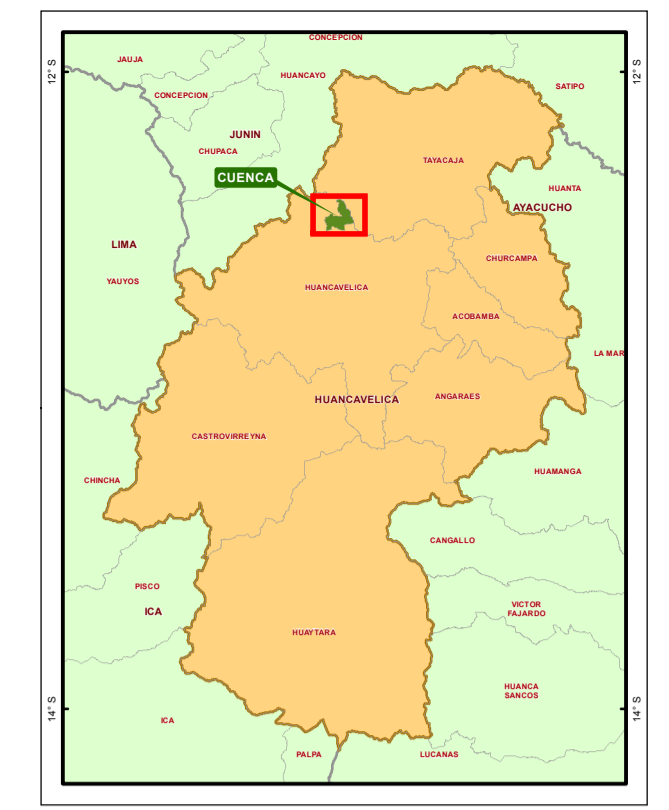 CONCEPCION
JAUJA
12° S
12° S
HUANCAYO
SATIPO
CONCEPCION
JUNIN
CHUPACA
TAYACAJA
CUENCA
HUANTA
AYACUCHO
LIMA
CHURCAMPA
YAUYOS
HUANCAVELICA
ACOBAMBA
LA MAR
HUANCAVELICA
ANGARAES
CASTROVIRREYNA
HUAMANGA
CHINCHA
CANGALLO
PISCO
ICA
VICTOR
FAJARDO
HUAYTARA
HUANCA
SANCOS
14° S
14° S
ICA
PALPA
LUCANAS